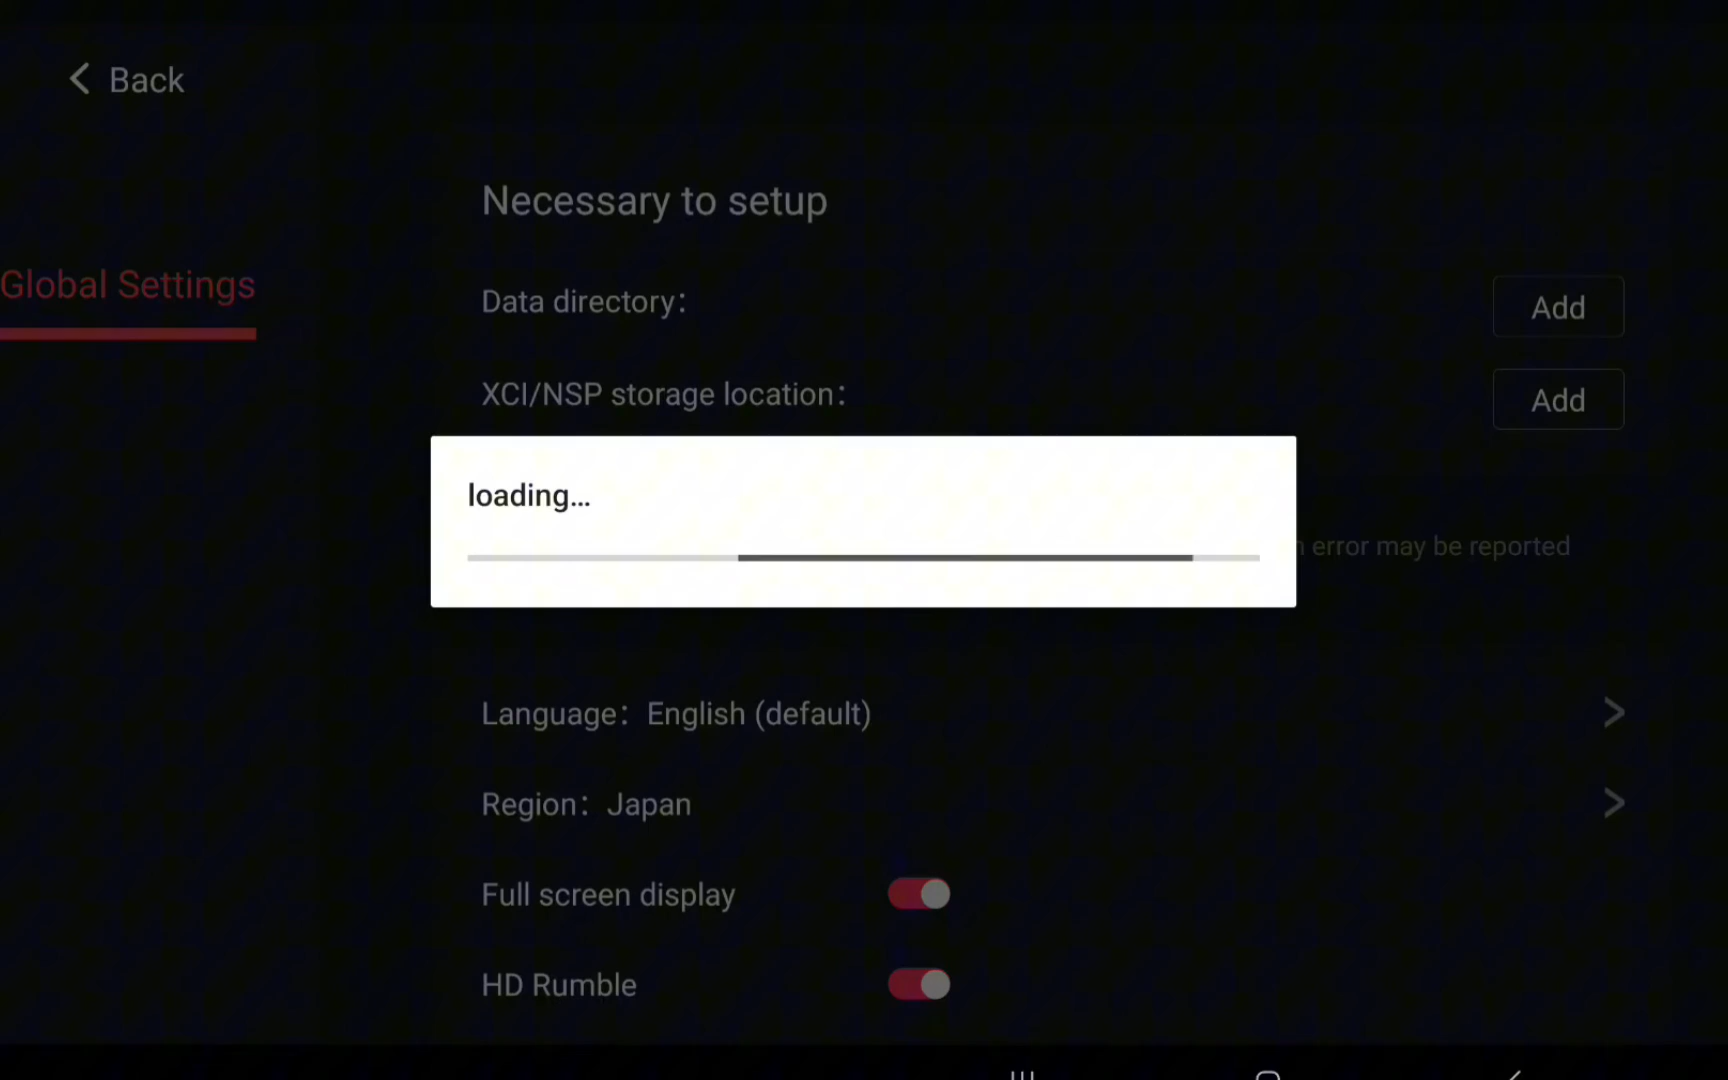 Back
Necessary to setup
Global Settings
Data directory:
Add
XCI/NSP storage location:
Add
loading...
error may be reported
Language: English (default)
Region: Japan
Full screen display
HD Rumble